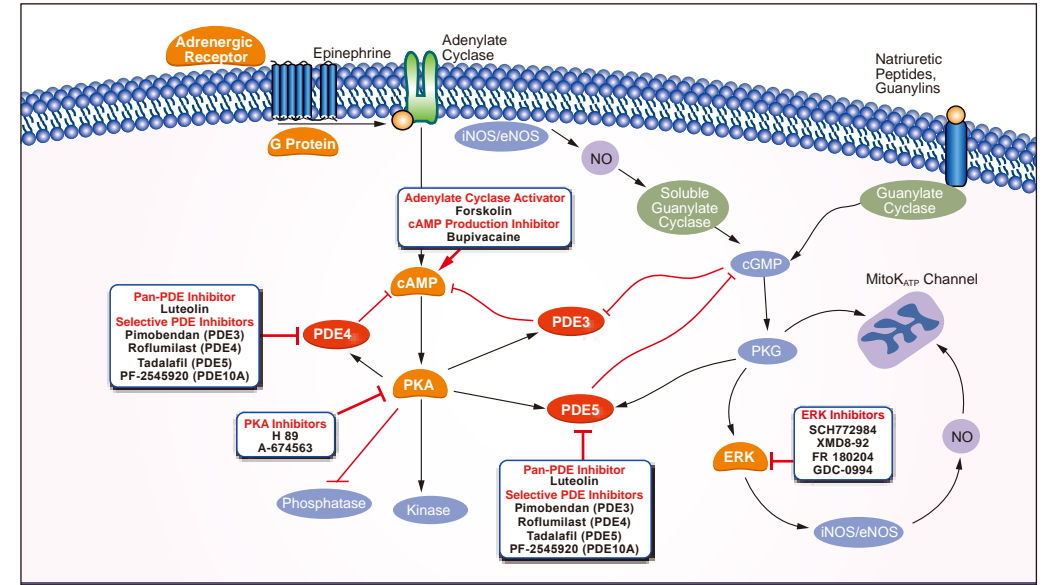 Adrenergic
Receptor
Epinephrine
Adenylate
Cyclase
Natriuretic
Peptides,
Guanylins
G Protein
iNOS/eNOS
NO
Soluble
Guanylate
Cyclase
Guanylate
Cyclase
Adenylate Cyclase Activator
Forskolin
cAMP Production Inhibitor
Bupivacaine
cAMP
cGMP
MitoKATP Channel
Pan-PDE Inhibitor
Luteolin
Selective PDE Inhibitors
Pimobendan (PDE3)
Roflumilast (PDE4)
Tadalafil (PDE5)
PF-2545920 (PDE10A)
PDE4
PDE3
PKG
PKA
PDE5
PKA Inhibitors
H 89
A-674563
ERK Inhibitors
SCH772984
XMD8-92
FR 180204
GDC-0994
ERK
NO
Pan-PDE Inhibitor
Luteolin
Selective PDE Inhibitors
Pimobendan (PDE3)
Roflumilast (PDE4)
Tadalafil (PDE5)
PF-2545920 (PDE10A)
Phosphatase
Kinase
iNOS/eNOS